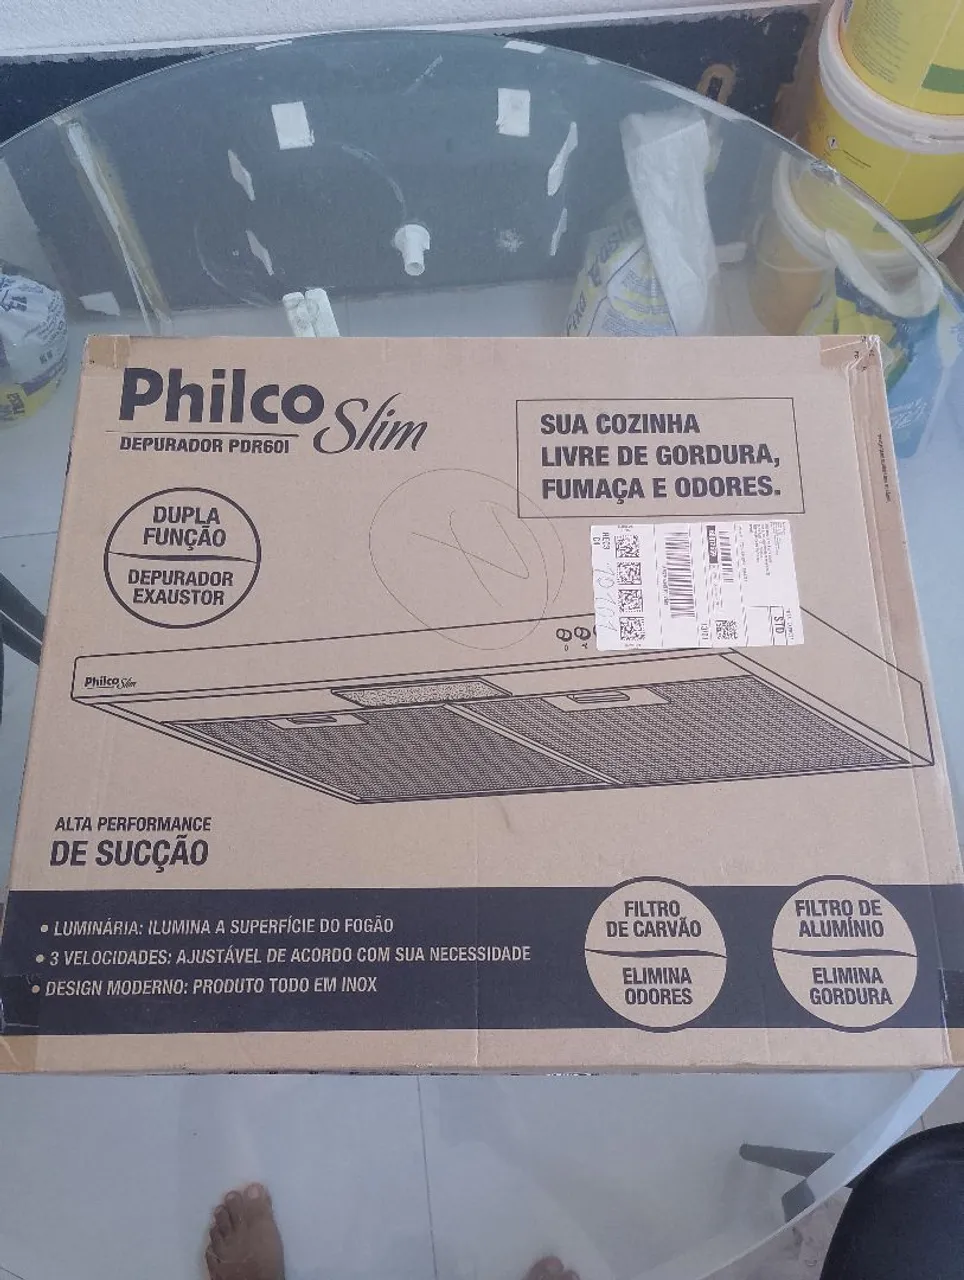 Philco Slim
DEPURADOR PDR60I
SUA COZINHA
LIVRE DE GORDURA,
FUMAÇA E ODORES.
DUPLA
FUNÇÃO
DEPURADOR
EXAUSTOR
STD
Philco Slim
ALTA PERFORMANCE
DE SUCÇÃO
• LUMINÁRIA: ILUMINA A SUPERFÍCIE DO FOGÃO
• 3 VELOCIDADES: AJUSTÁVEL DE ACORDO COM SUA NECESSIDADE
• DESIGN MODERNO: PRODUTO TODO EM INOX
FILTRO
DE CARVÃO
ELIMINA
ODORES
FILTRO DE
ALUMÍNIO
ELIMINA
GORDURA